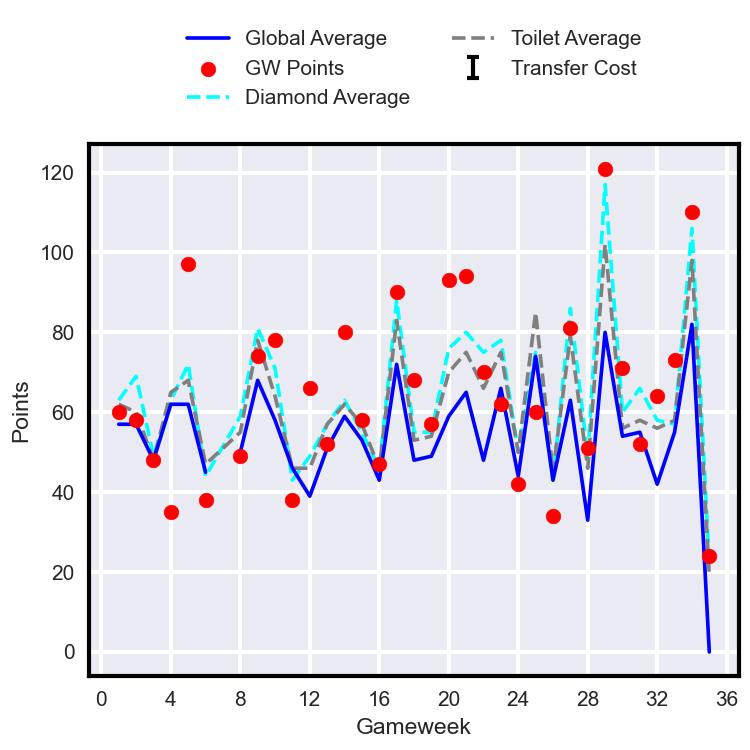 Global Average
GW Points
Diamond Average
Toilet Average
Transfer Cost
120
100
80
60
40
20
0
Points
0 4 8 12 16 20 24 28 32 36
Gameweek